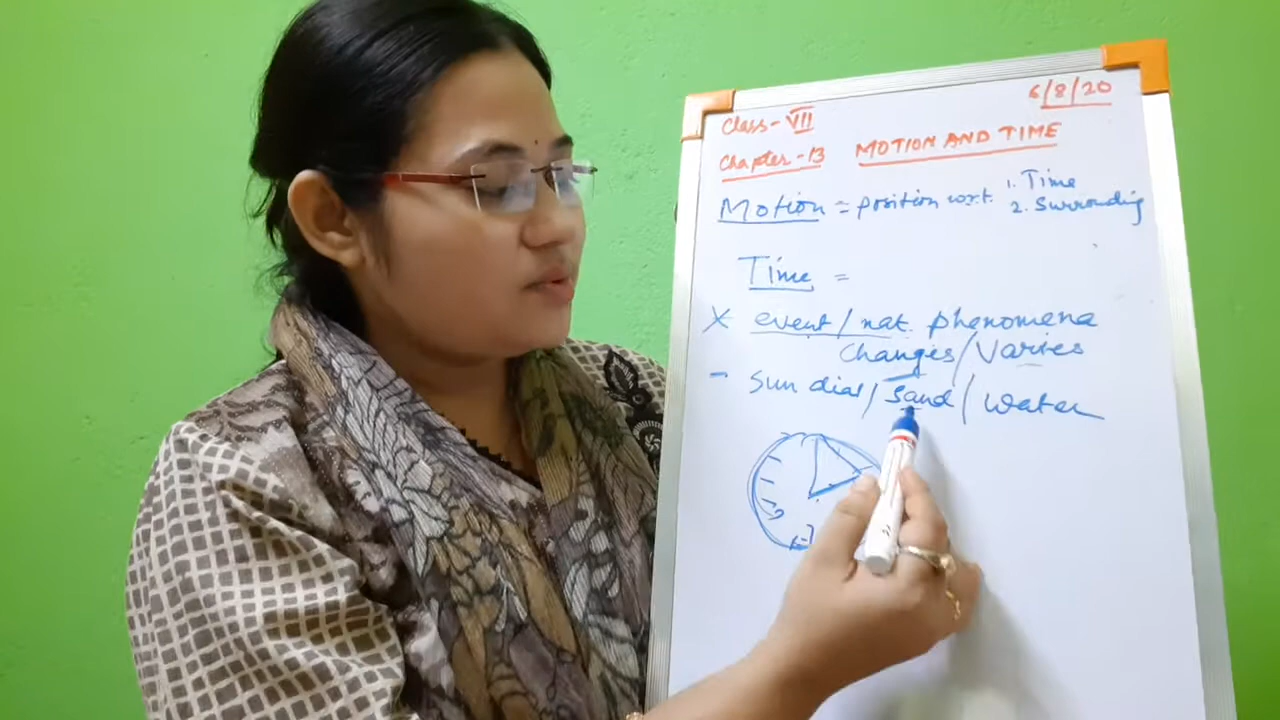 6/8/20
Class - VII
Chapter - 13 MOTION AND TIME
Motion = position w.r.t. 1. Time
2. Surrouding
Time =
X event / nat. phenomena
Changes / Varies
- Sun dial / Sand / Water